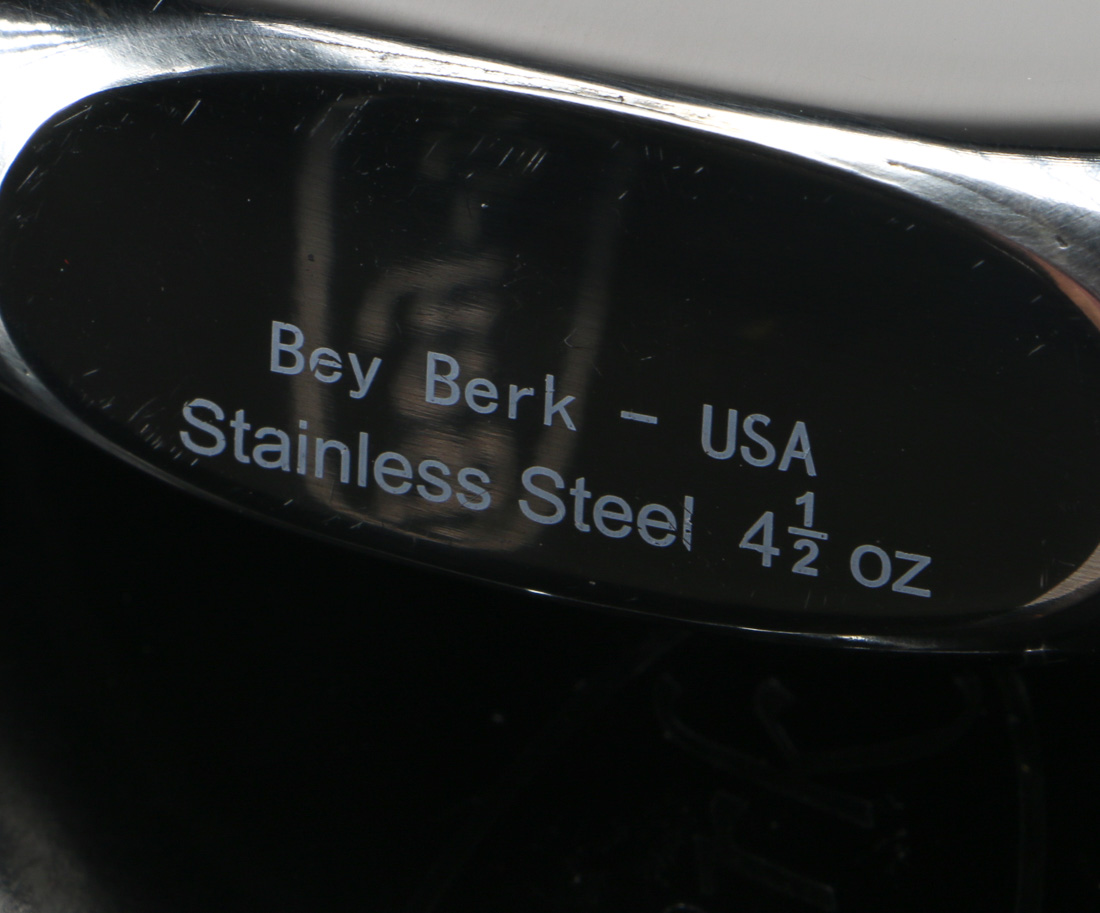 Bey Berk – USA
Stainless Steel 4½ oz